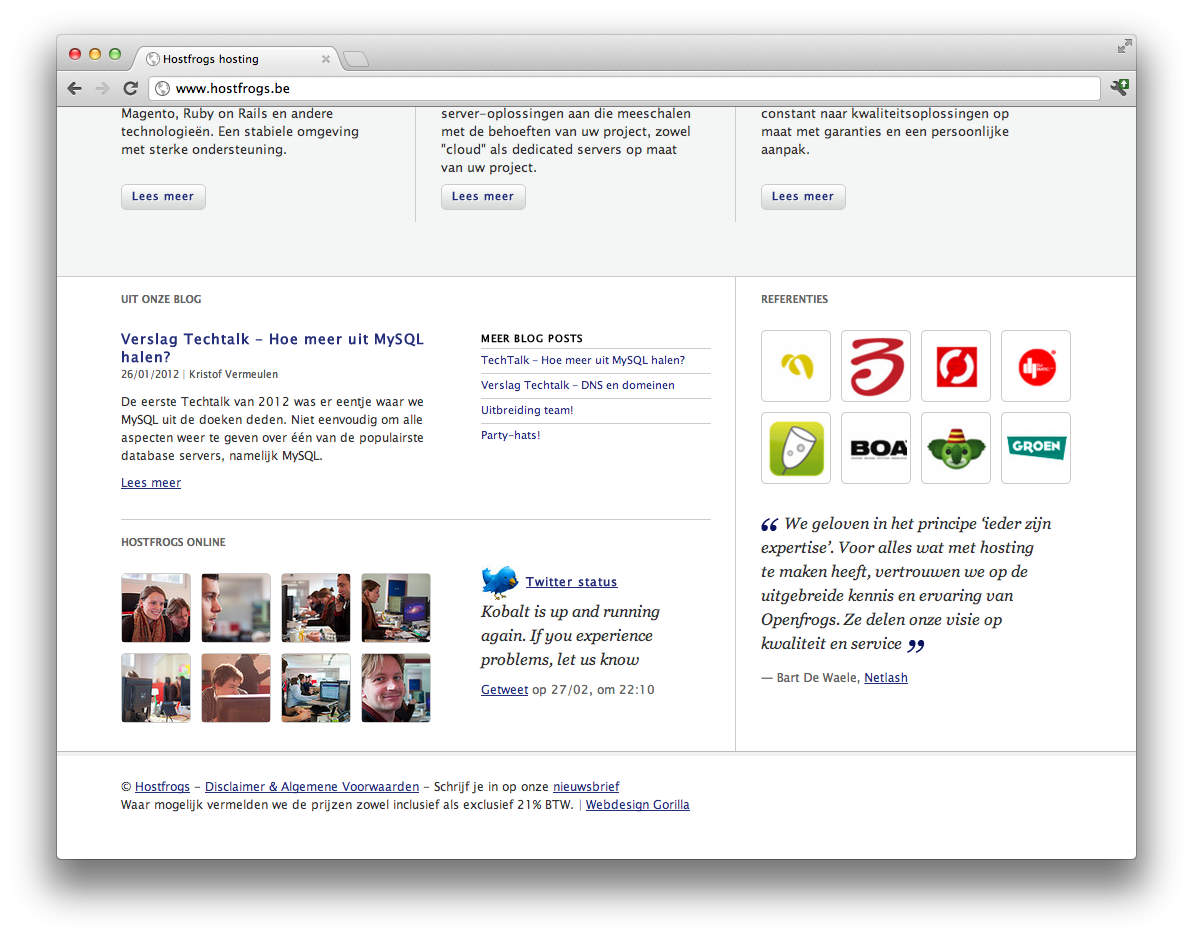 Hostfrogs hosting
www.hostfrogs.be
Magento, Ruby on Rails en andere
technologieën. Een stabiele omgeving
met sterke ondersteuning.
Lees meer
server-oplossingen aan die meeschalen
met de behoeften van uw project, zowel
"cloud" als dedicated servers op maat
van uw project.
Lees meer
constant naar kwaliteitsoplossingen op
maat met garanties en een persoonlijke
aanpak.
Lees meer
UIT ONZE BLOG
Verslag Techtalk – Hoe meer uit MySQL
halen?
26/01/2012 | Kristof Vermeulen
De eerste Techtalk van 2012 was er eentje waar we
MySQL uit de doeken deden. Niet eenvoudig om alle
aspecten weer te geven over één van de populairste
database servers, namelijk MySQL.
Lees meer
MEER BLOG POSTS
TechTalk – Hoe meer uit MySQL halen?
Verslag Techtalk – DNS en domeinen
Uitbreiding team!
Party-hats!
HOSTFROGS ONLINE
Twitter status
Kobalt is up and running
again. If you experience
problems, let us know
Getweet op 27/02, om 22:10
REFERENTIES
3
BOA
GROEN
“ We geloven in het principe ‘ieder zijn
expertise’. Voor alles wat met hosting
te maken heeft, vertrouwen we op de
uitgebreide kennis en ervaring van
Openfrogs. Ze delen onze visie op
kwaliteit en service ”
— Bart De Waele, Netlash
© Hostfrogs – Disclaimer & Algemene Voorwaarden – Schrijf je in op onze nieuwsbrief
Waar mogelijk vermelden we de prijzen zowel inclusief als exclusief 21% BTW. | Webdesign Gorilla